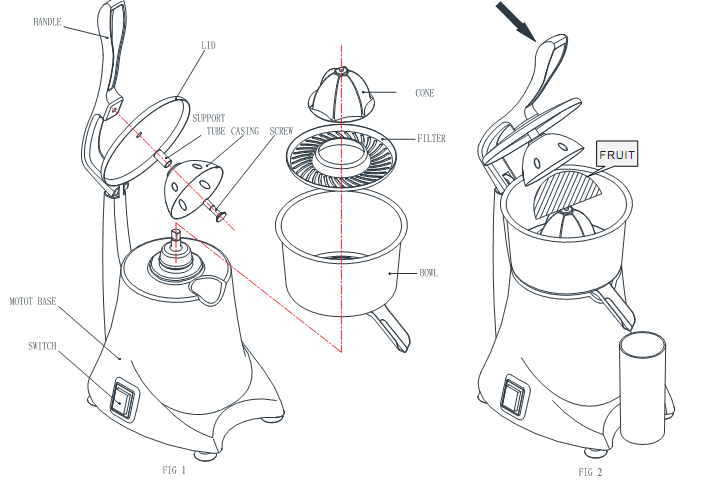 HANDLE
LID
SUPPORT
TUBE CASING
SCREW
CONE
FILTER
BOWL
MOTOT BASE
SWITCH
FIG 1
FRUIT
FIG 2